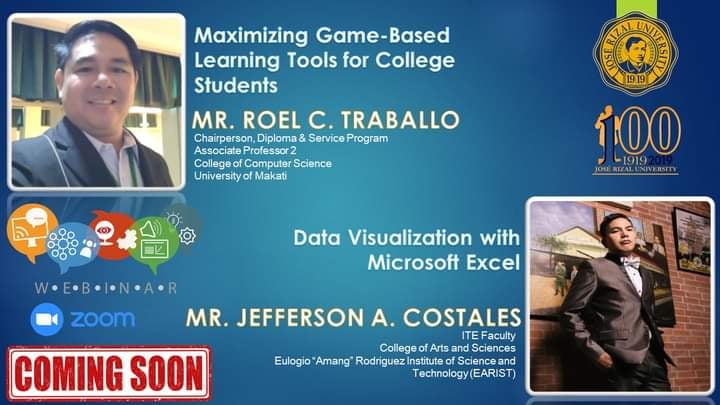 Maximizing Game-Based
Learning Tools for College
Students
MR. ROEL C. TRABALLO
Chairperson, Diploma & Service Program
Associate Professor 2
College of Computer Science
University of Makati
JOSÉ RIZAL UNIVERSITY
1919
100
1919 2019
JOSÉ RIZAL UNIVERSITY
W•E•B•I•N•A•R
zoom
COMING SOON
Data Visualization with
Microsoft Excel
MR. JEFFERSON A. COSTALES
ITE Faculty
College of Arts and Sciences
Eulogio "Amang" Rodriguez Institute of Science and
Technology (EARIST)